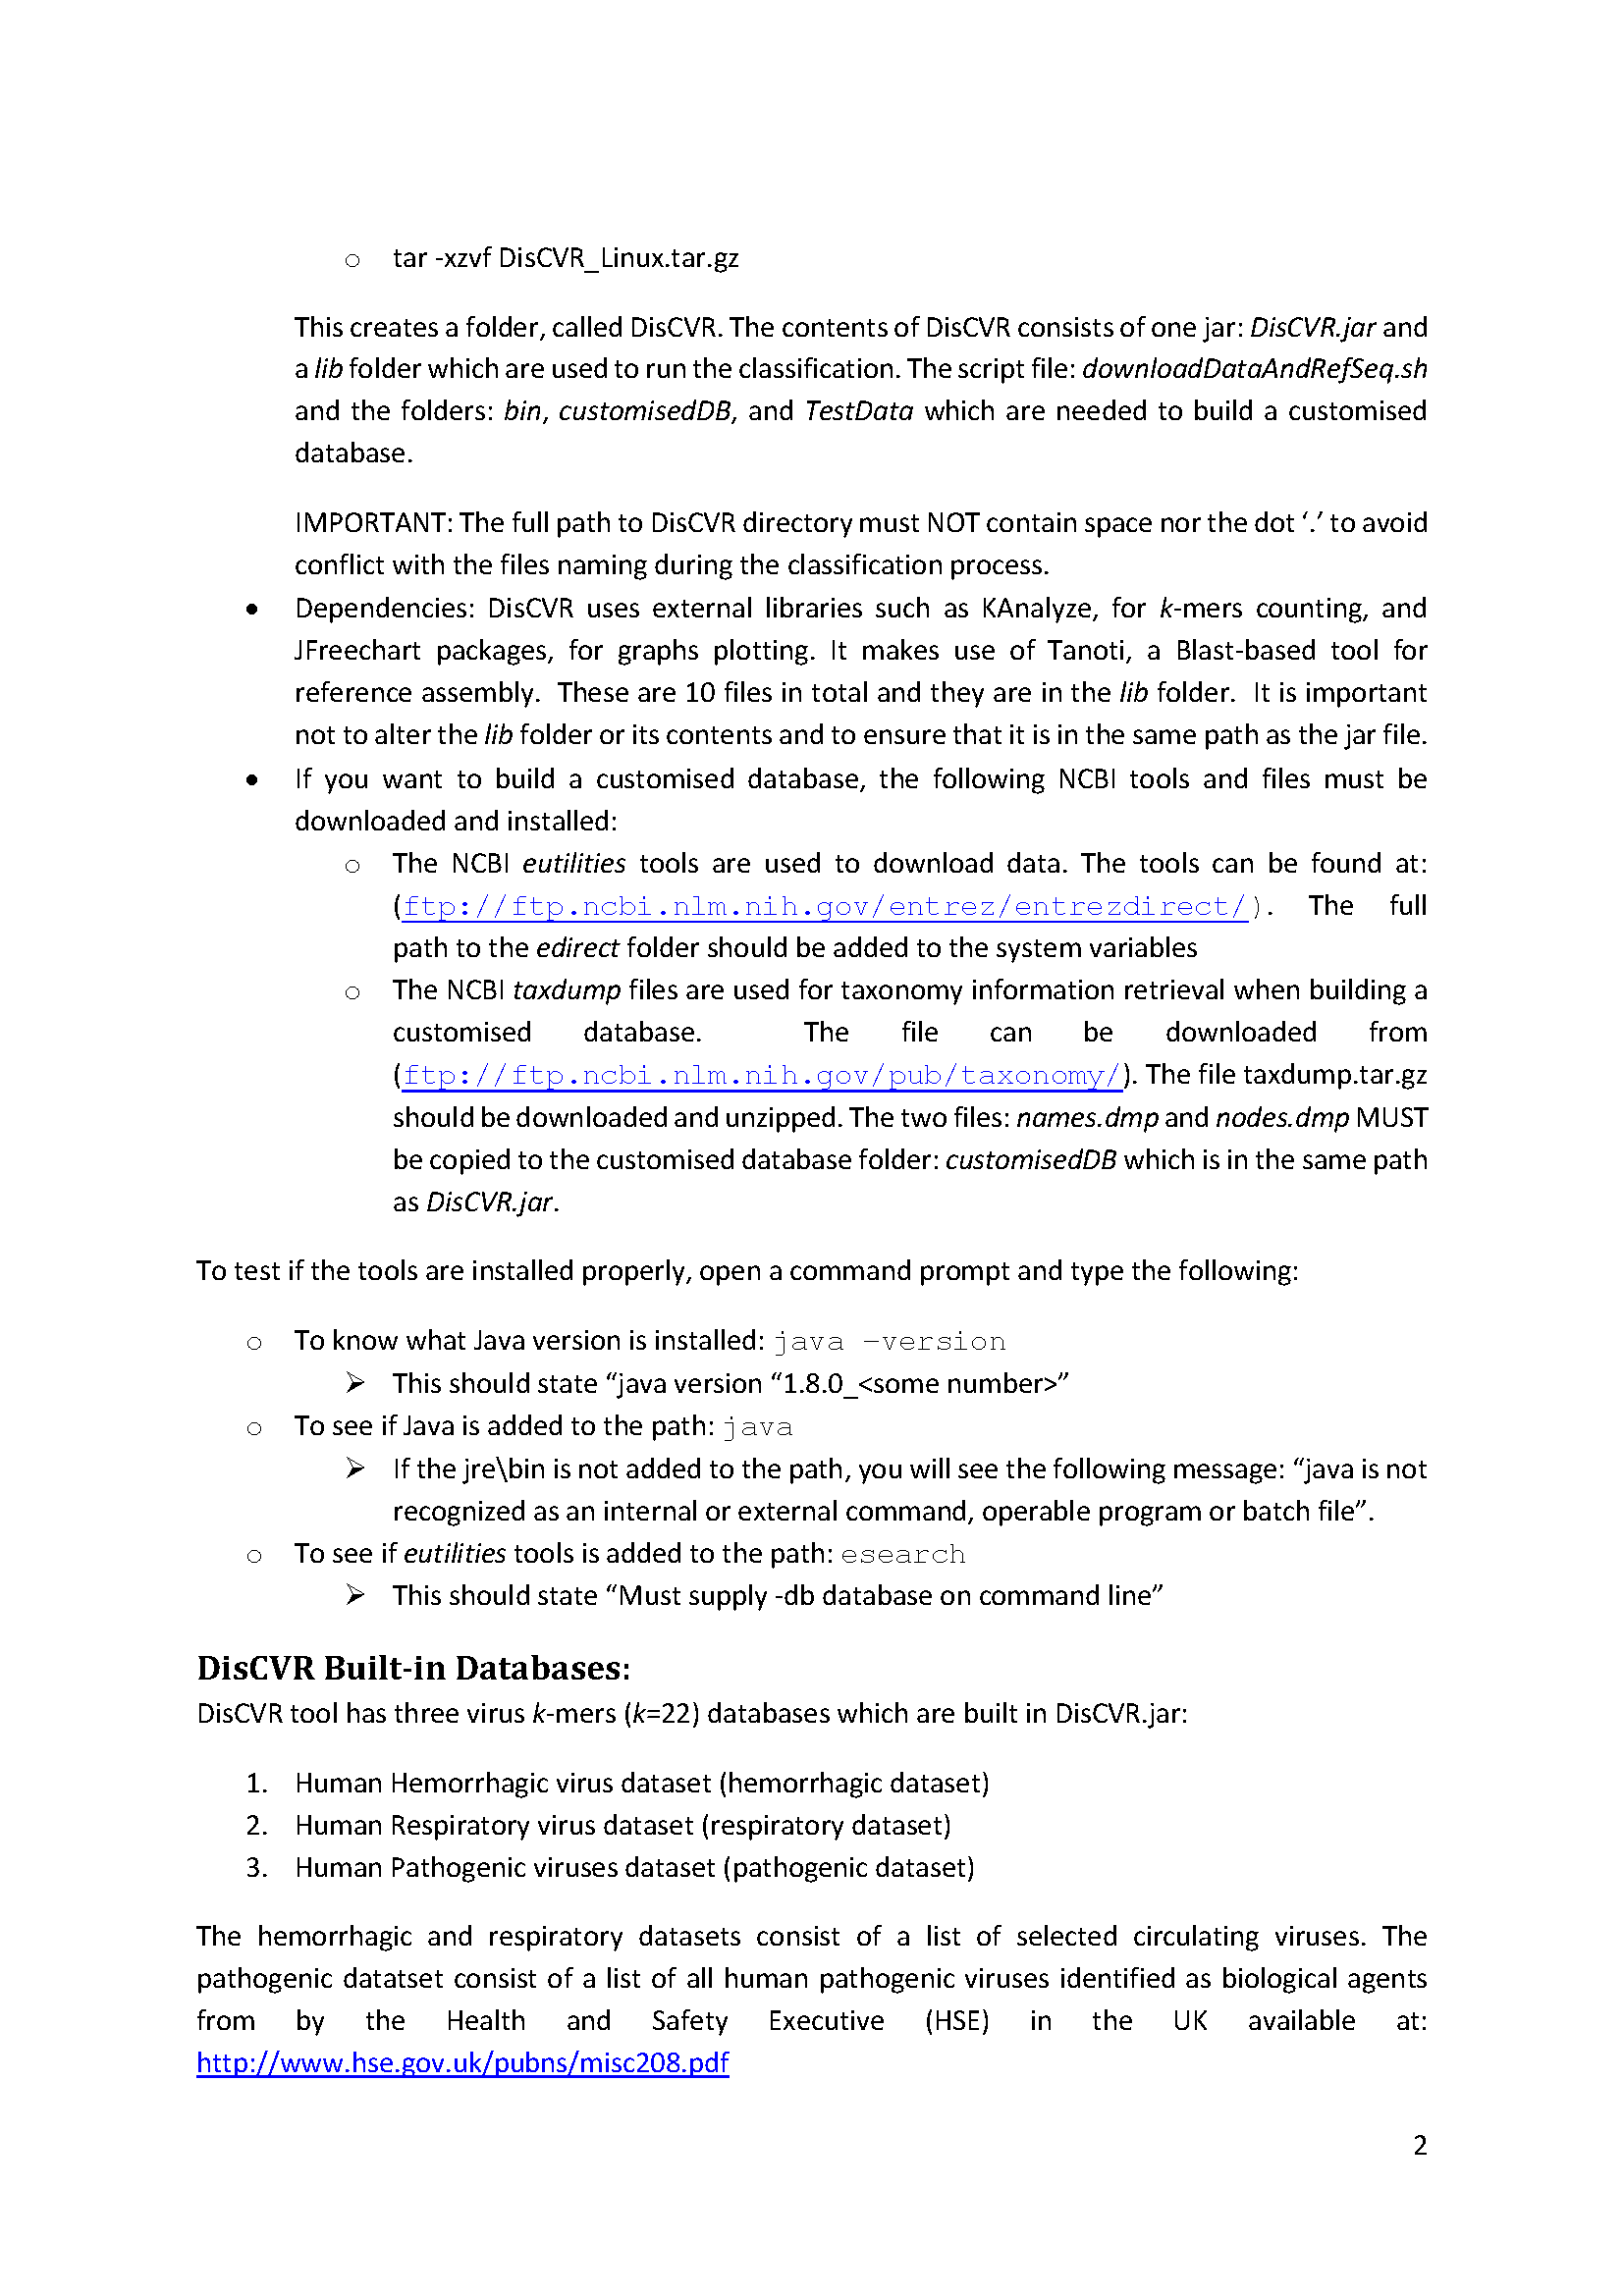 o tar -xzvf DisCVR_Linux.tar.gz
This creates a folder, called DisCVR. The contents of DisCVR consists of one jar: DisCVR.jar and
a lib folder which are used to run the classification. The script file: downloadDataAndRefSeq.sh
and the folders: bin, customisedDB, and TestData which are needed to build a customised
database.
IMPORTANT: The full path to DisCVR directory must NOT contain space nor the dot ‘.’ to avoid
conflict with the files naming during the classification process.
• Dependencies: DisCVR uses external libraries such as KAnalyze, for k-mers counting, and
JFreechart packages, for graphs plotting. It makes use of Tanoti, a Blast-based tool for
reference assembly. These are 10 files in total and they are in the lib folder. It is important
not to alter the lib folder or its contents and to ensure that it is in the same path as the jar file.
• If you want to build a customised database, the following NCBI tools and files must be
downloaded and installed:
o The NCBI eutilities tools are used to download data. The tools can be found at:
(ftp://ftp.ncbi.nlm.nih.gov/entrez/entrezdirect/). The full
path to the edirect folder should be added to the system variables
o The NCBI taxdump files are used for taxonomy information retrieval when building a
customised database. The file can be downloaded from
(ftp://ftp.ncbi.nlm.nih.gov/pub/taxonomy/). The file taxdump.tar.gz
should be downloaded and unzipped. The two files: names.dmp and nodes.dmp MUST
be copied to the customised database folder: customisedDB which is in the same path
as DisCVR.jar.
To test if the tools are installed properly, open a command prompt and type the following:
o To know what Java version is installed: java –version
➢ This should state “java version “1.8.0_<some number>”
o To see if Java is added to the path: java
➢ If the jre\bin is not added to the path, you will see the following message: “java is not
recognized as an internal or external command, operable program or batch file”.
o To see if eutilities tools is added to the path: esearch
➢ This should state “Must supply -db database on command line”
DisCVR Built-in Databases:
DisCVR tool has three virus k-mers (k=22) databases which are built in DisCVR.jar:
1. Human Hemorrhagic virus dataset (hemorrhagic dataset)
2. Human Respiratory virus dataset (respiratory dataset)
3. Human Pathogenic viruses dataset (pathogenic dataset)
The hemorrhagic and respiratory datasets consist of a list of selected circulating viruses. The
pathogenic datatset consist of a list of all human pathogenic viruses identified as biological agents
from by the Health and Safety Executive (HSE) in the UK available at:
http://www.hse.gov.uk/pubns/misc208.pdf
2